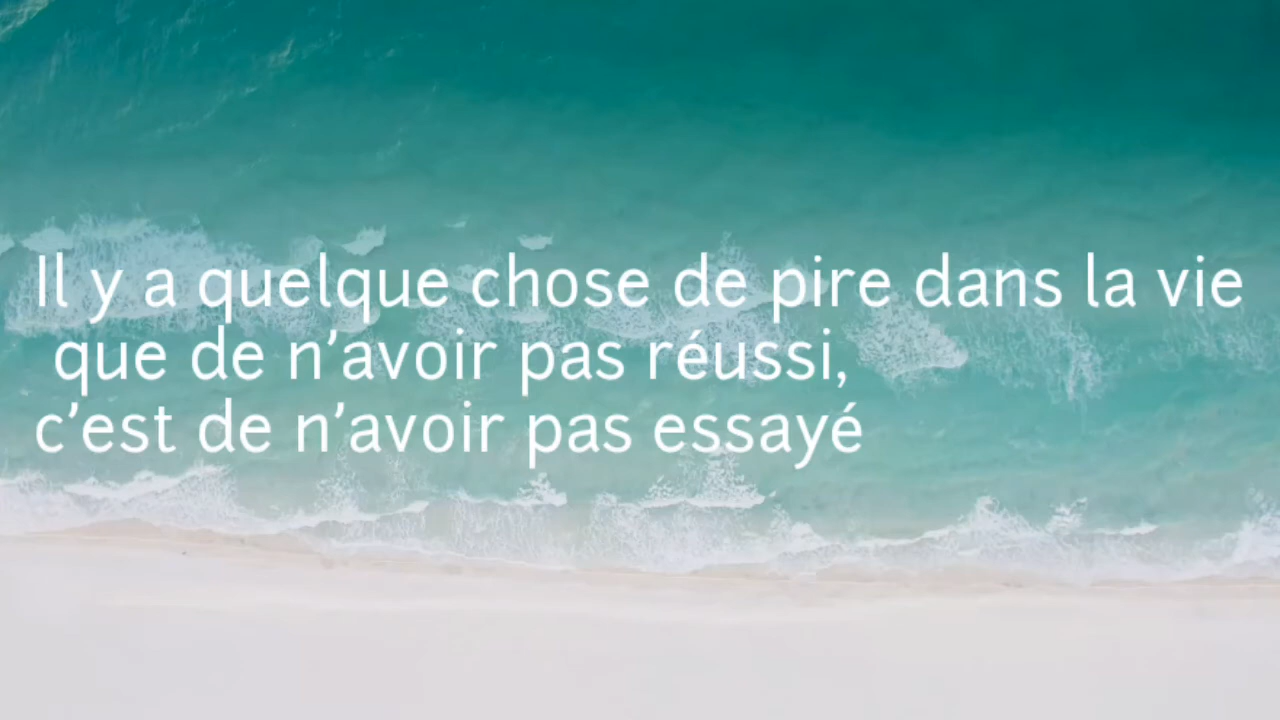 Il y a quelque chose de pire dans la vie
que de n’avoir pas réussi,
c’est de n’avoir pas essayé